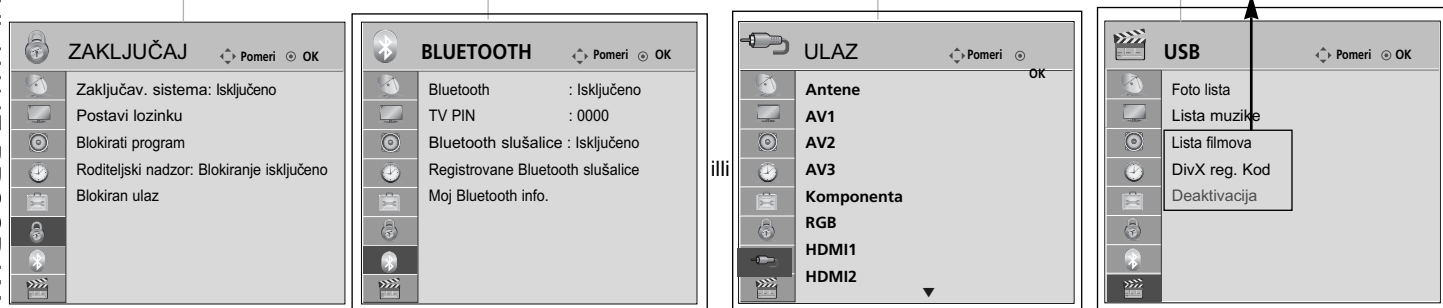 ZAKLJUČAJ
Pomeri OK
Zaključav. sistema: Isključeno
Postavi lozinku
Blokirati program
Roditeljski nadzor: Blokiranje isključeno
Blokiran ulaz
BLUETOOTH
Pomeri OK
Bluetooth : Isključeno
TV PIN : 0000
Bluetooth slušalice : Isključeno
Registrovane Bluetooth slušalice
Moj Bluetooth info.
illi
ULAZ
Pomeri
OK
Antene
AV1
AV2
AV3
Komponenta
RGB
HDMI1
HDMI2
USB
Pomeri OK
Foto lista
Lista muzike
Lista filmova
DivX reg. Kod
Deaktivacija